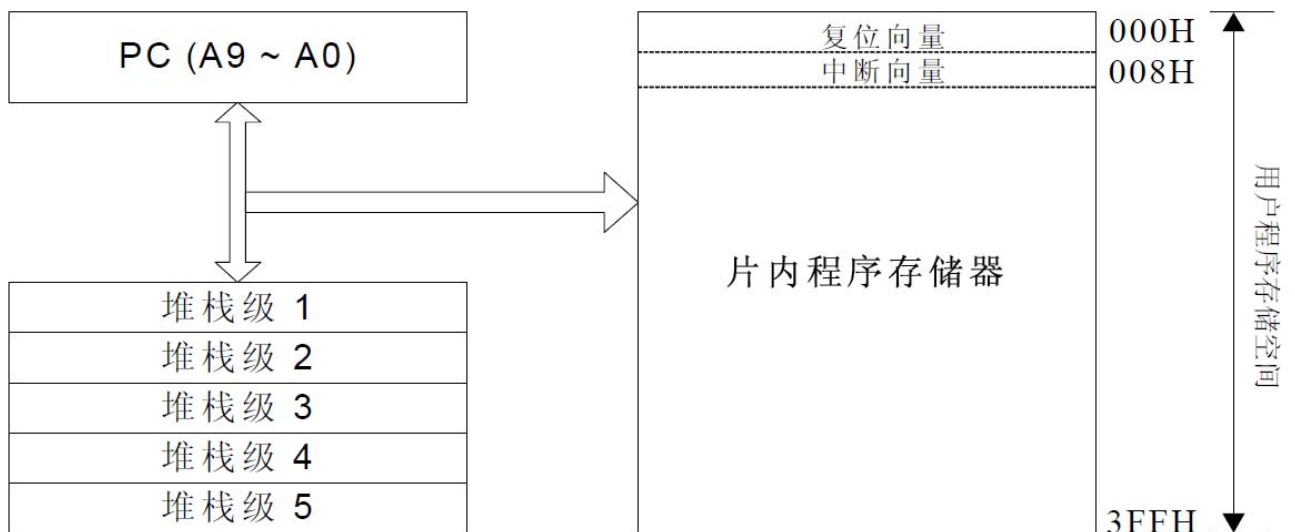 PC (A9 ~ A0)
堆栈级 1
堆栈级 2
堆栈级 3
堆栈级 4
堆栈级 5
复位向量
中断向量
片内程序存储器
000H
008H
3FFH
用户程序存储空间